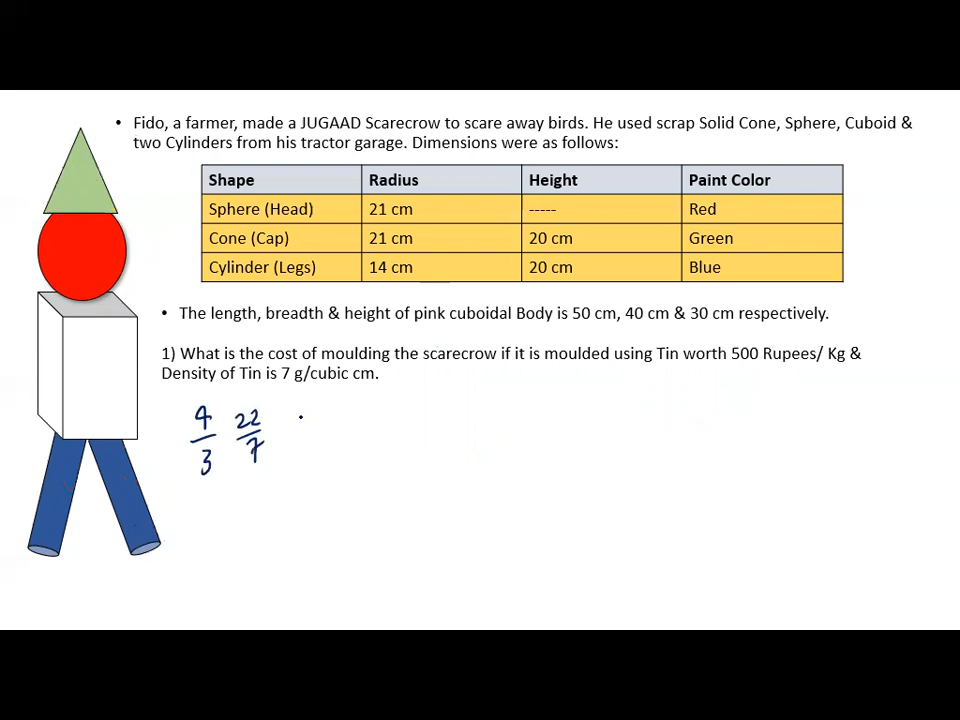 • Fido, a farmer, made a JUGAAD Scarecrow to scare away birds. He used scrap Solid Cone, Sphere, Cuboid &
two Cylinders from his tractor garage. Dimensions were as follows:
Shape Radius Height Paint Color
Sphere (Head) 21 cm ----- Red
Cone (Cap) 21 cm 20 cm Green
Cylinder (Legs) 14 cm 20 cm Blue
• The length, breadth & height of pink cuboidal Body is 50 cm, 40 cm & 30 cm respectively.
1) What is the cost of moulding the scarecrow if it is moulded using Tin worth 500 Rupees/ Kg &
Density of Tin is 7 g/cubic cm.
4 22
3 7